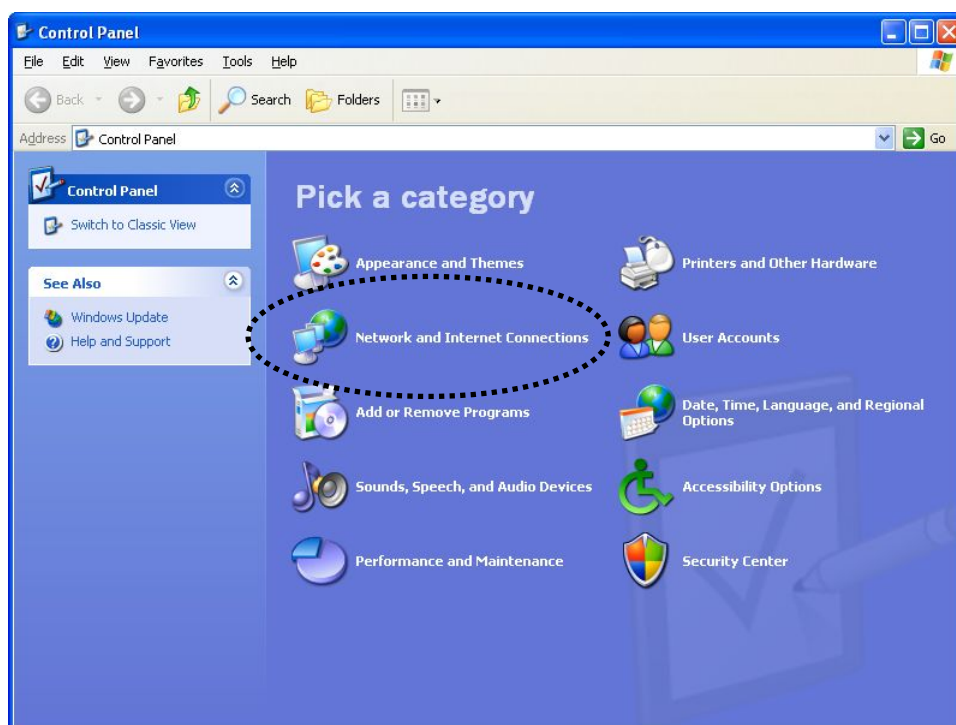 Control Panel
File Edit View Favorites Tools Help
Back Search Folders
Address Control Panel Go
Control Panel
Switch to Classic View
See Also
Windows Update
Help and Support
Pick a category
Appearance and Themes
Printers and Other Hardware
Network and Internet Connections
User Accounts
Add or Remove Programs
Date, Time, Language, and Regional
Options
Sounds, Speech, and Audio Devices
Accessibility Options
Performance and Maintenance
Security Center